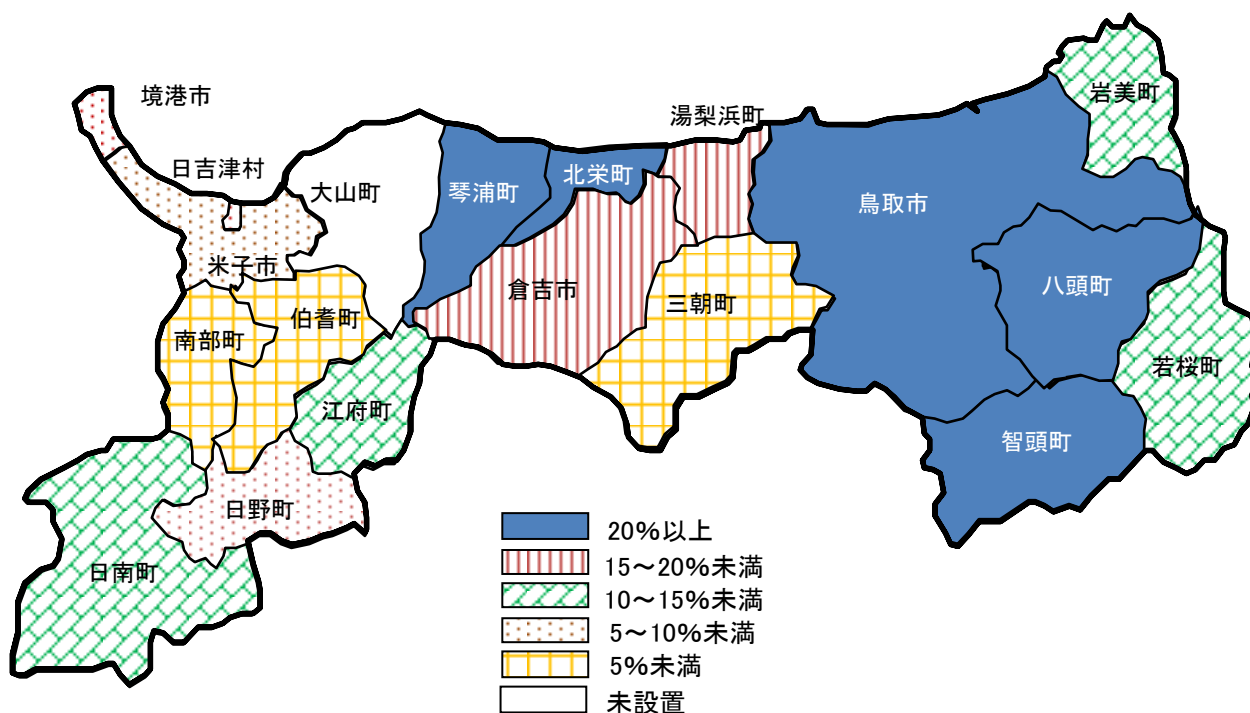 境港市
日吉津村
大山町
湯梨浜町
岩美町
琴浦町
北栄町
鳥取市
米子市
倉吉市
三朝町
八頭町
南部町
伯耆町
江府町
若桜町
智頭町
日野町
日南町
20%以上
15～20%未満
10～15%未満
5～10%未満
5%未満
未設置